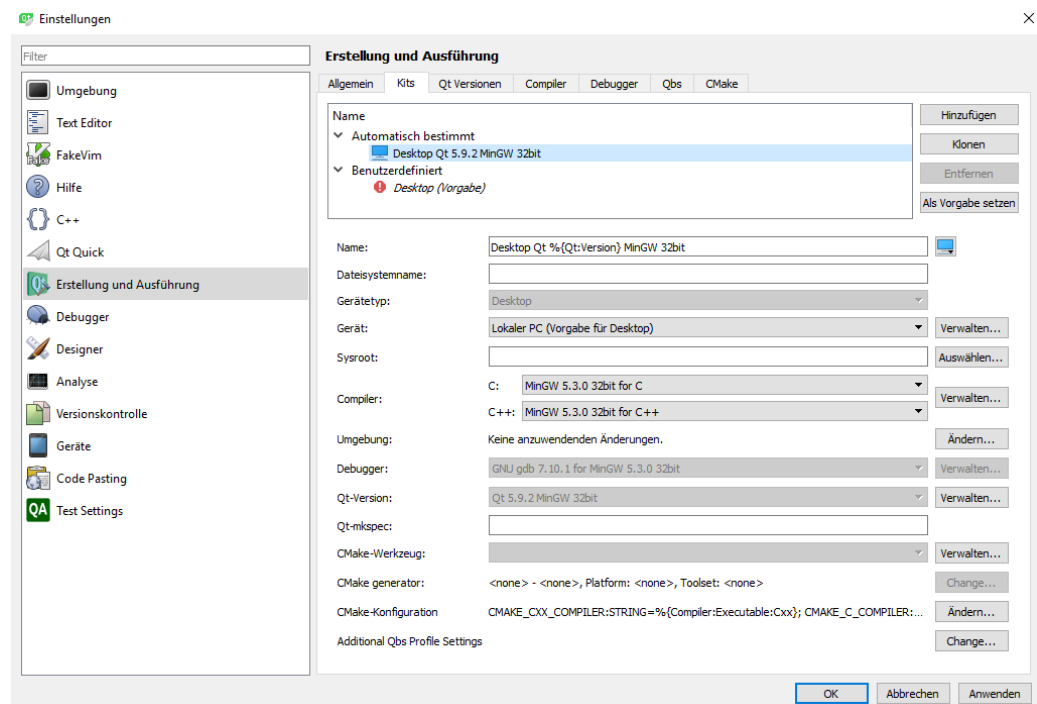 Einstellungen
Filter
Umgebung
Text Editor
FakeVim
Hilfe
C++
Qt Quick
Erstellung und Ausführung
Debugger
Designer
Analyse
Versionskontrolle
Geräte
Code Pasting
QA Test Settings
Erstellung und Ausführung
Allgemein Kits Qt Versionen Compiler Debugger Qbs CMake
Name
Automatisch bestimmt
Desktop Qt 5.9.2 MinGW 32bit
Benutzerdefiniert
Desktop (Vorgabe)
Hinzufügen
Klonen
Entfernen
Als Vorgabe setzen
Name: Desktop Qt %{Qt:Version} MinGW 32bit
Dateisystemname:
Gerätetyp: Desktop
Gerät: Lokaler PC (Vorgabe für Desktop) Verwalten...
Sysroot: Auswählen...
Compiler: C: MinGW 5.3.0 32bit for C
C++: MinGW 5.3.0 32bit for C++ Verwalten...
Umgebung: Keine anzuwendenden Änderungen. Ändern...
Debugger: GNU gdb 7.10.1 for MinGW 5.3.0 32bit Verwalten...
Qt-Version: Qt 5.9.2 MinGW 32bit Verwalten...
Qt-mkspec:
CMake-Werkzeug: Verwalten...
CMake generator: <none> - <none>, Platform: <none>, Toolset: <none> Change...
CMake-Konfiguration CMAKE_CXX_COMPILER:STRING=%{Compiler:Executable:Cxx}; CMAKE_C_COMPILER:... Ändern...
Additional Qbs Profile Settings Change...
OK Abbrechen Anwenden